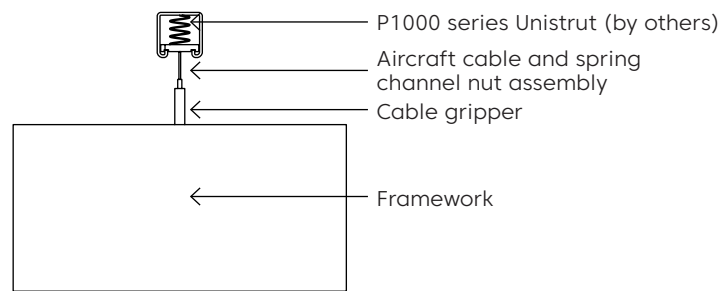 P1000 series Unistrut (by others)
Aircraft cable and spring
channel nut assembly
Cable gripper
Framework